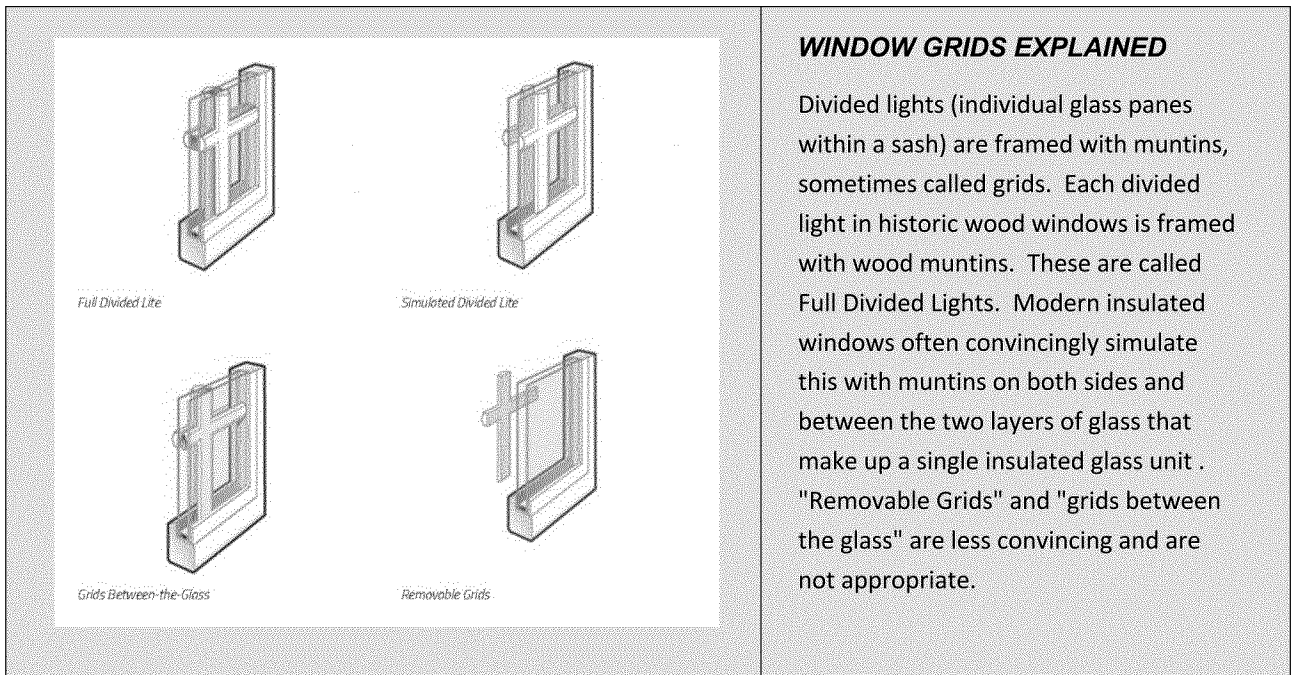 Full Divided Lite
Simulated Divided Lite
Grids Between-the-Glass
Removable Grids
WINDOW GRIDS EXPLAINED
Divided lights (individual glass panes
within a sash) are framed with muntins,
sometimes called grids. Each divided
light in historic wood windows is framed
with wood muntins. These are called
Full Divided Lights. Modern insulated
windows often convincingly simulate
this with muntins on both sides and
between the two layers of glass that
make up a single insulated glass unit .
"Removable Grids" and "grids between
the glass" are less convincing and are
not appropriate.